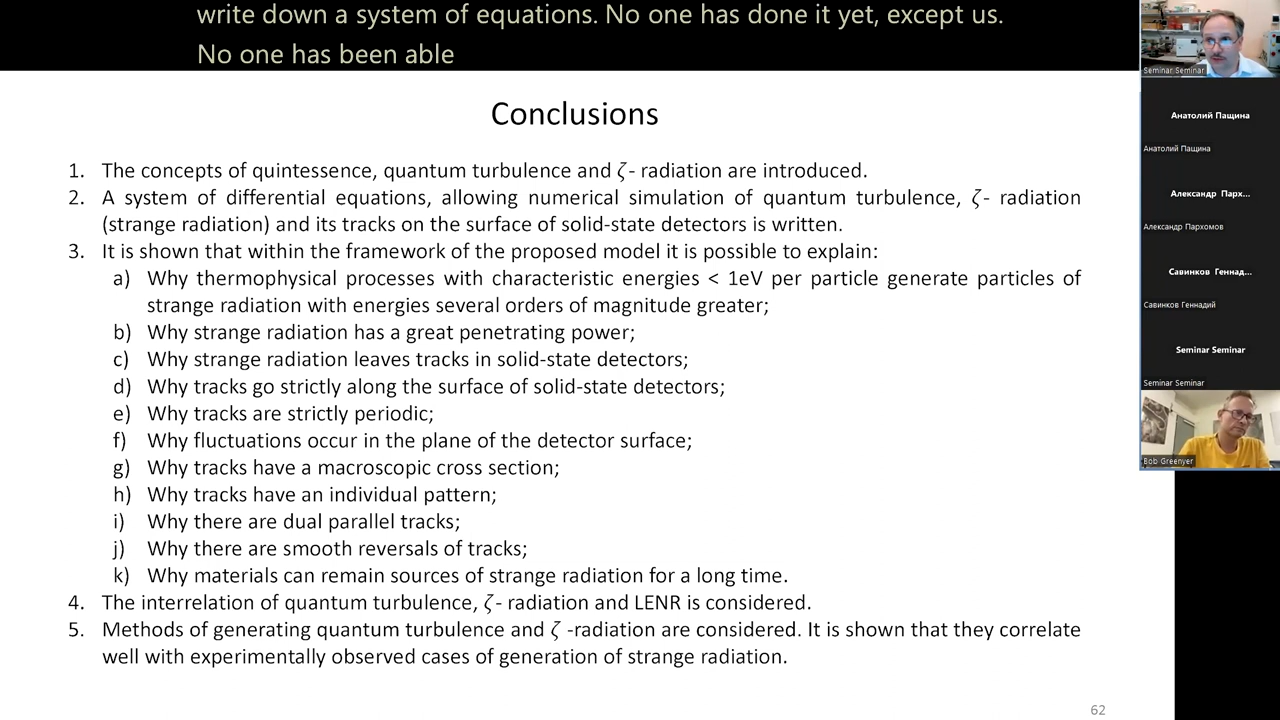 write down a system of equations. No one has done it yet, except us.
No one has been able
Conclusions
1. The concepts of quintessence, quantum turbulence and ζ- radiation are introduced.
2. A system of differential equations, allowing numerical simulation of quantum turbulence, ζ- radiation
(strange radiation) and its tracks on the surface of solid-state detectors is written.
3. It is shown that within the framework of the proposed model it is possible to explain:
a) Why thermophysical processes with characteristic energies < 1eV per particle generate particles of
strange radiation with energies several orders of magnitude greater;
b) Why strange radiation has a great penetrating power;
c) Why strange radiation leaves tracks in solid-state detectors;
d) Why tracks go strictly along the surface of solid-state detectors;
e) Why tracks are strictly periodic;
f) Why fluctuations occur in the plane of the detector surface;
g) Why tracks have a macroscopic cross section;
h) Why tracks have an individual pattern;
i) Why there are dual parallel tracks;
j) Why there are smooth reversals of tracks;
k) Why materials can remain sources of strange radiation for a long time.
4. The interrelation of quantum turbulence, ζ- radiation and LENR is considered.
5. Methods of generating quantum turbulence and ζ -radiation are considered. It is shown that they correlate
well with experimentally observed cases of generation of strange radiation.
62
Seminar Seminar
Анатолий Пащина
Анатолий Пащина
Александр Парх...
Александр Пархомов
Савинков Геннад...
Савинков Геннадий
Seminar Seminar
Seminar Seminar
Bob Greenyer